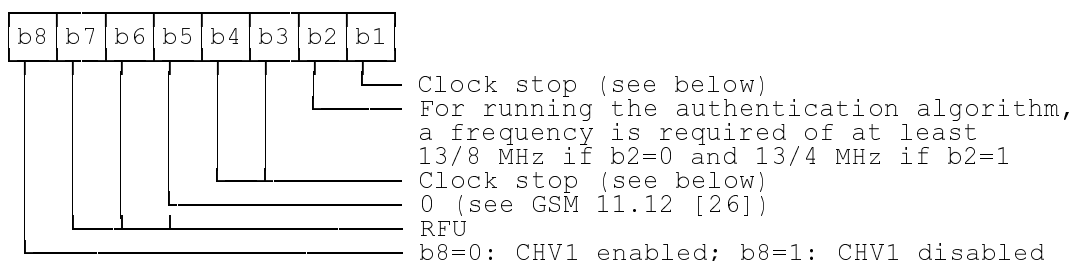 b8 b7 b6 b5 b4 b3 b2 b1
Clock stop (see below)
For running the authentication algorithm,
a frequency is required of at least
13/8 MHz if b2=0 and 13/4 MHz if b2=1
Clock stop (see below)
0 (see GSM 11.12 [26])
RFU
b8=0: CHV1 enabled; b8=1: CHV1 disabled